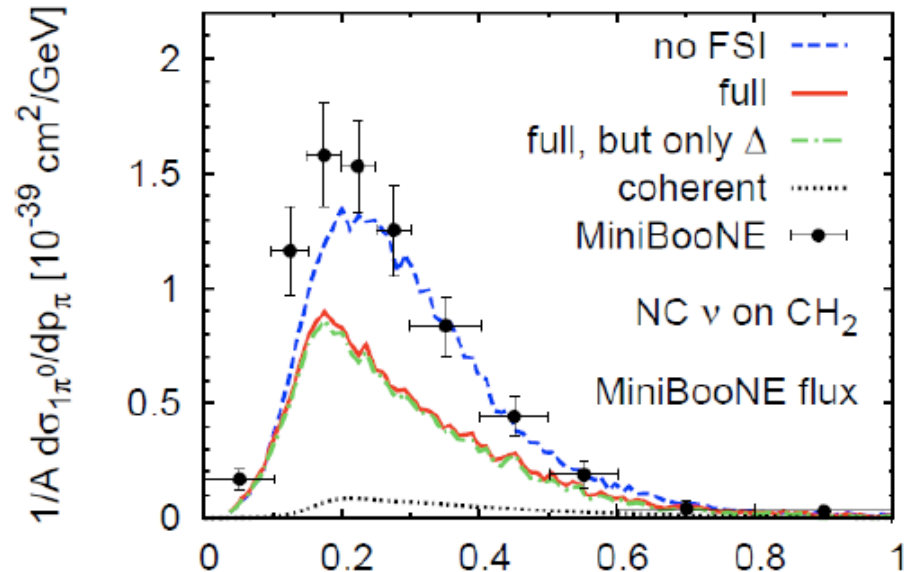 1/A dσ1π0/dpπ [10-39 cm2/GeV]
2
1.5
1
0.5
0
no FSI
full
full, but only Δ
coherent
MiniBooNE
NC ν on CH2
MiniBooNE flux
0 0.2 0.4 0.6 0.8 1